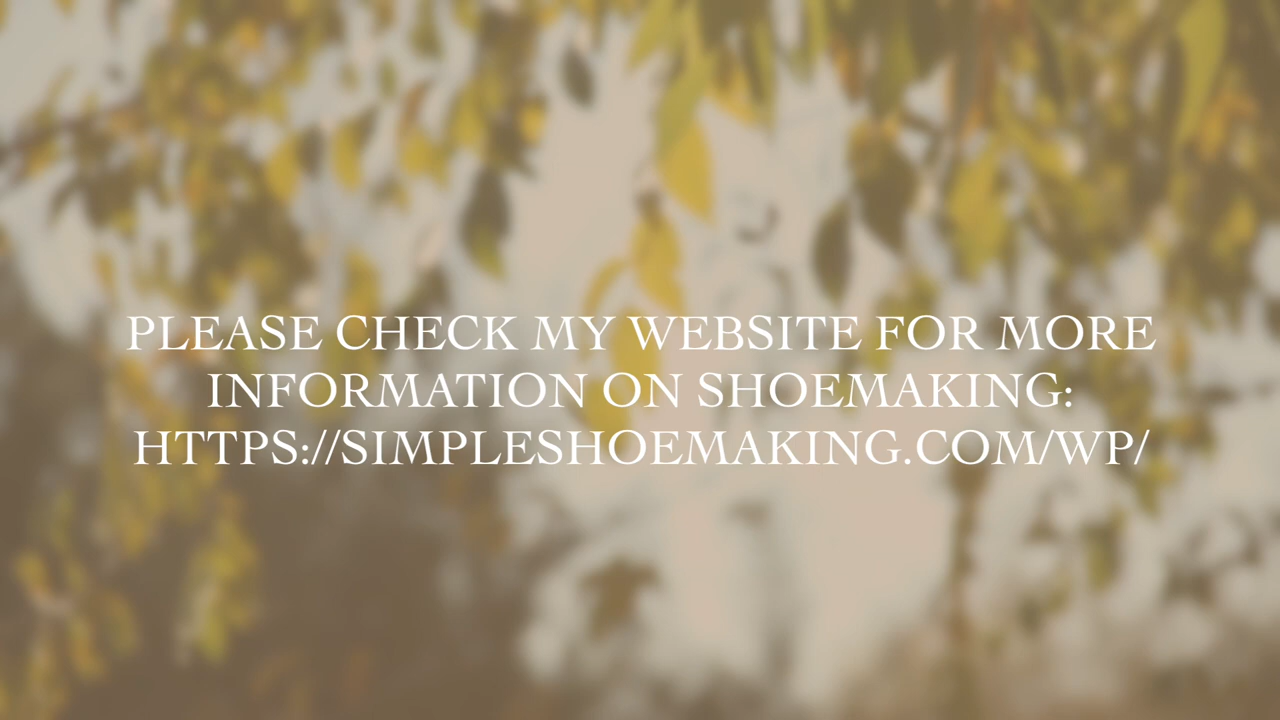 PLEASE CHECK MY WEBSITE FOR MORE
INFORMATION ON SHOEMAKING:
HTTPS://SIMPLESHOEMAKING.COM/WP/